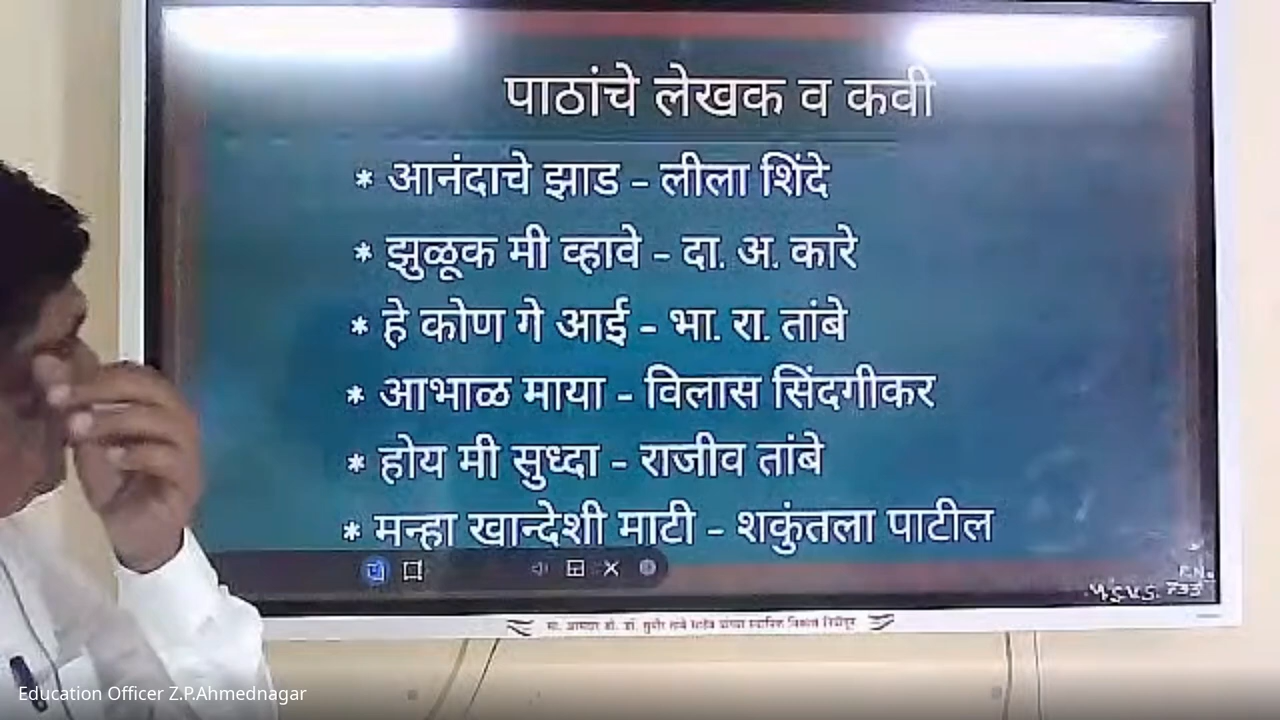 पाठांचे लेखक व कवी
* आनंदाचे झाड - लीला शिंदे
* झुळूक मी व्हावे - दा. अ. कारे
* हे कोण गे आई - भा. रा. तांबे
* आभाळ माया - विलास सिंदगीकर
* होय मी सुध्दा - राजीव तांबे
* मन्हा खान्देशी माटी - शकुंतला पाटील
Education Officer Z.P.Ahmednagar